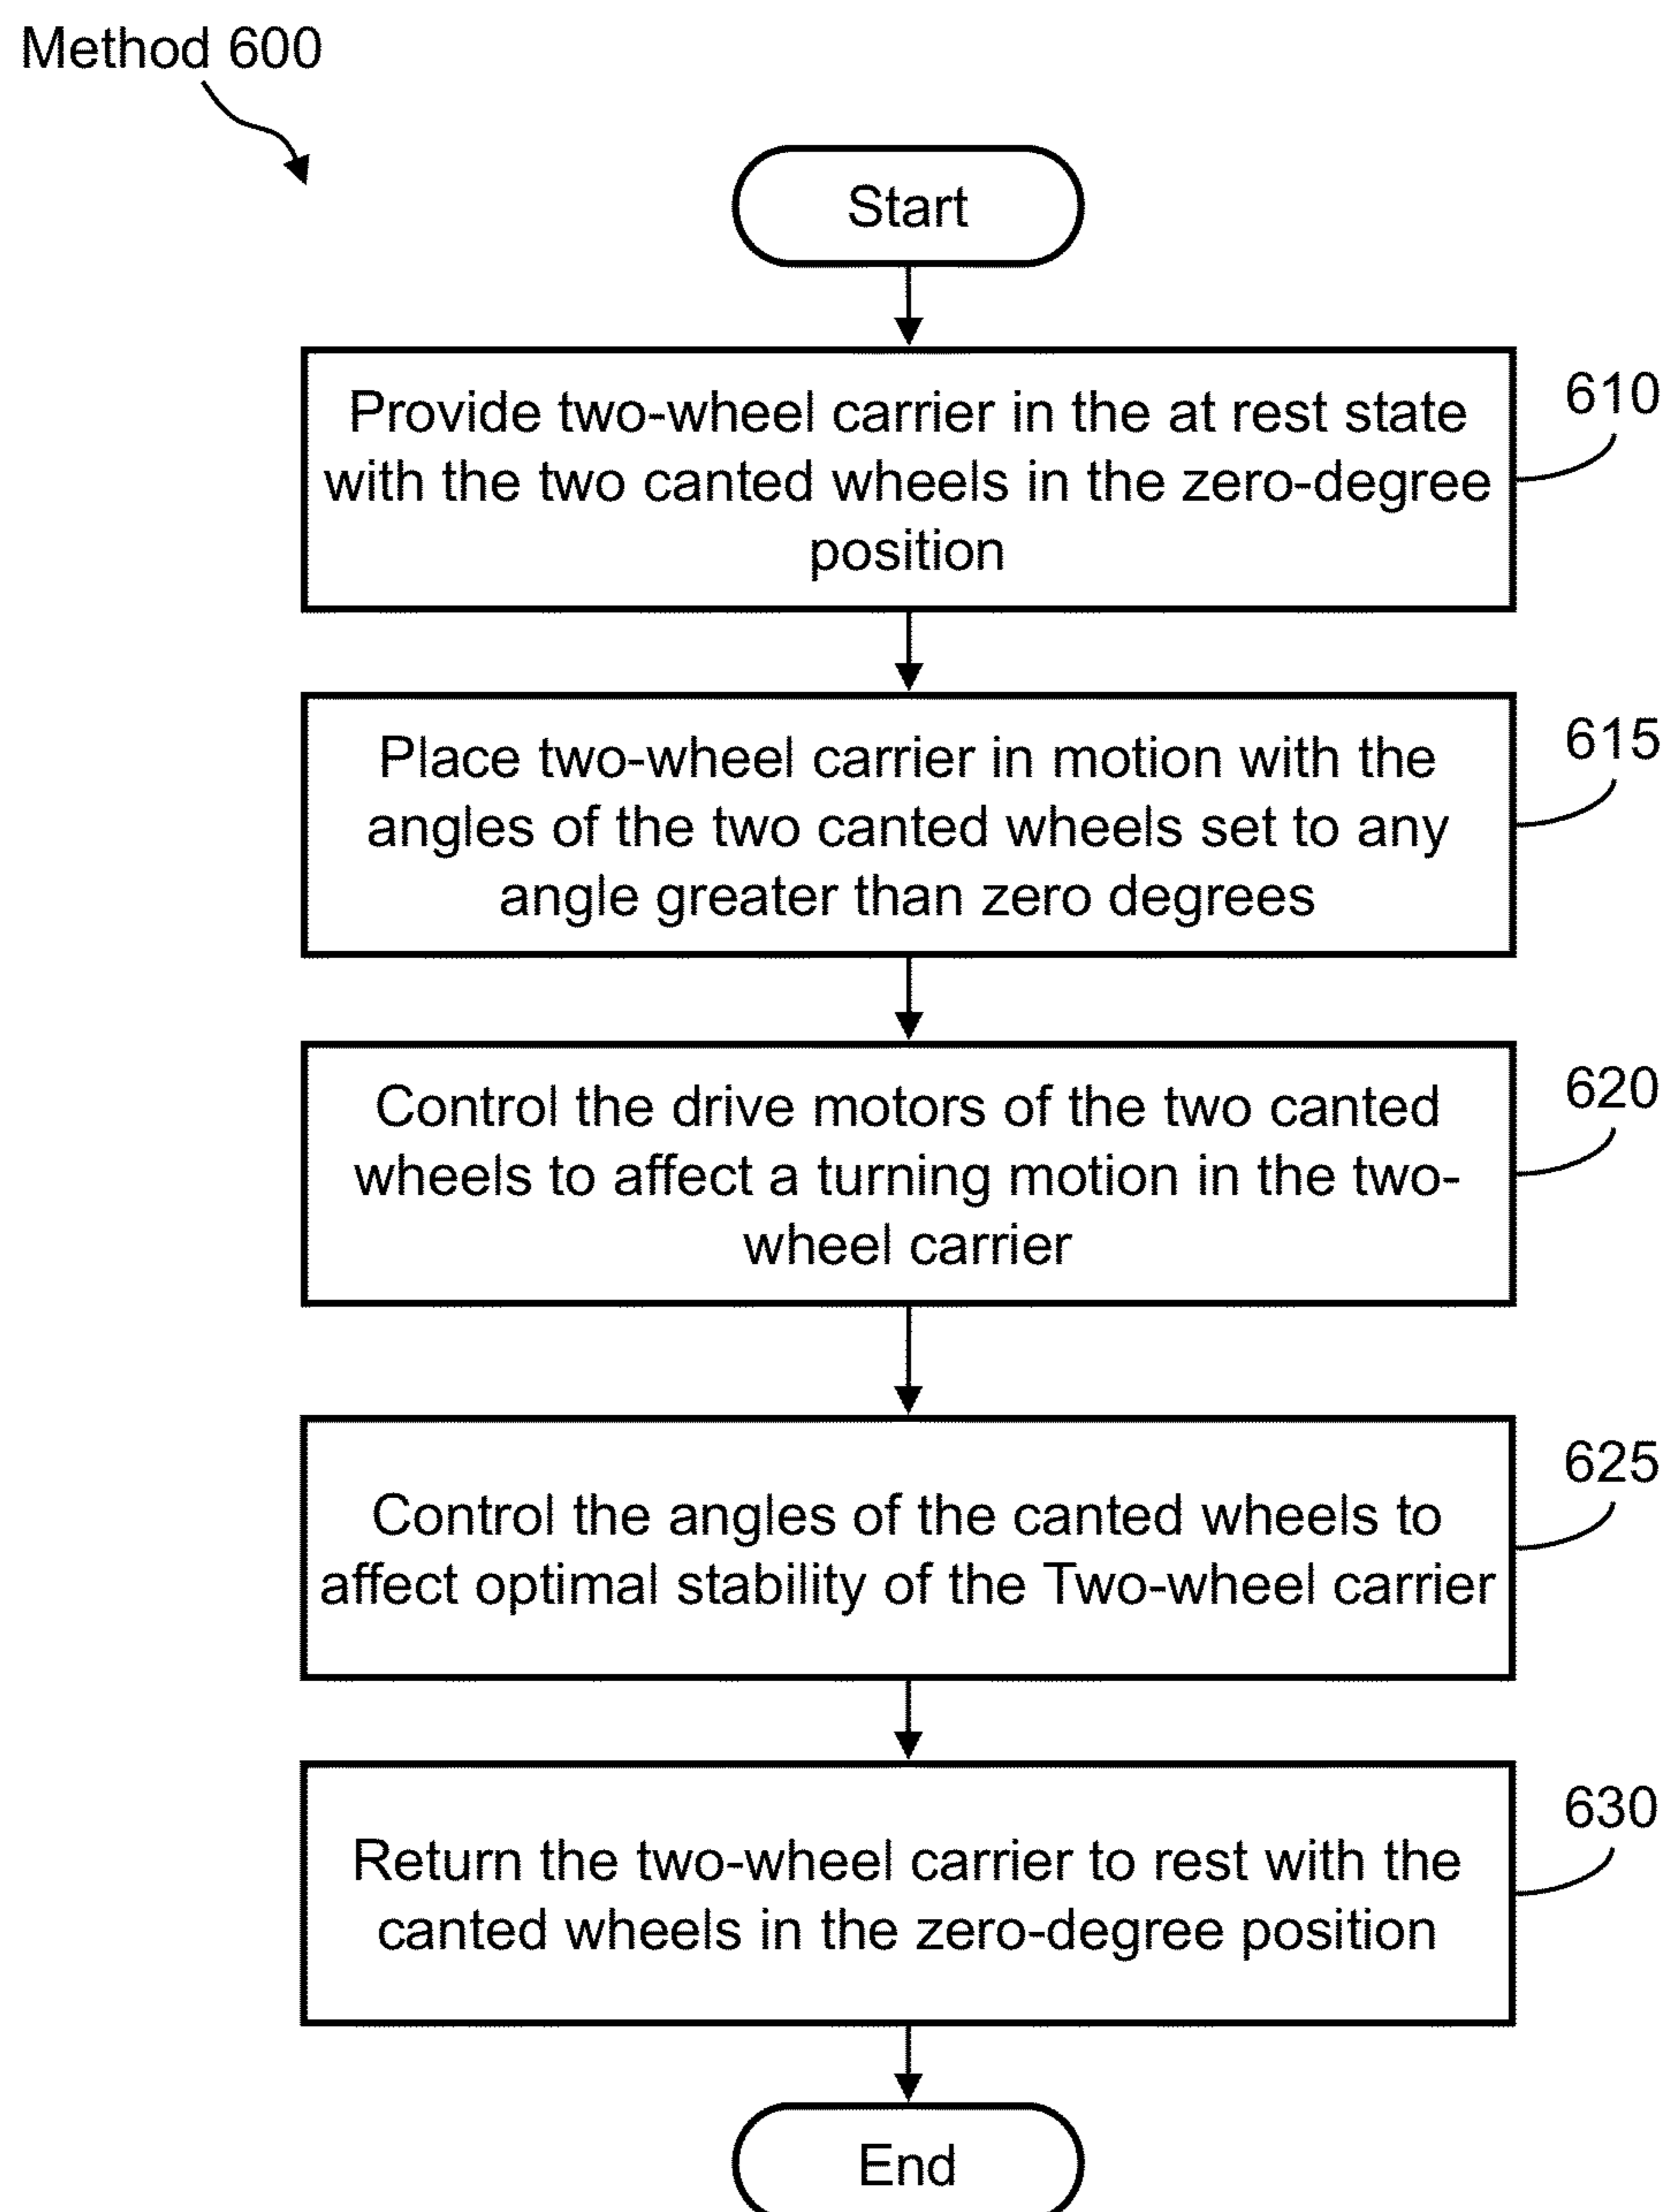 Method 600
Start
Provide two-wheel carrier in the at rest state
with the two canted wheels in the zero-degree
position
610
Place two-wheel carrier in motion with the
angles of the two canted wheels set to any
angle greater than zero degrees
615
Control the drive motors of the two canted
wheels to affect a turning motion in the two-
wheel carrier
620
Control the angles of the canted wheels to
affect optimal stability of the Two-wheel carrier
625
Return the two-wheel carrier to rest with the
canted wheels in the zero-degree position
630
End